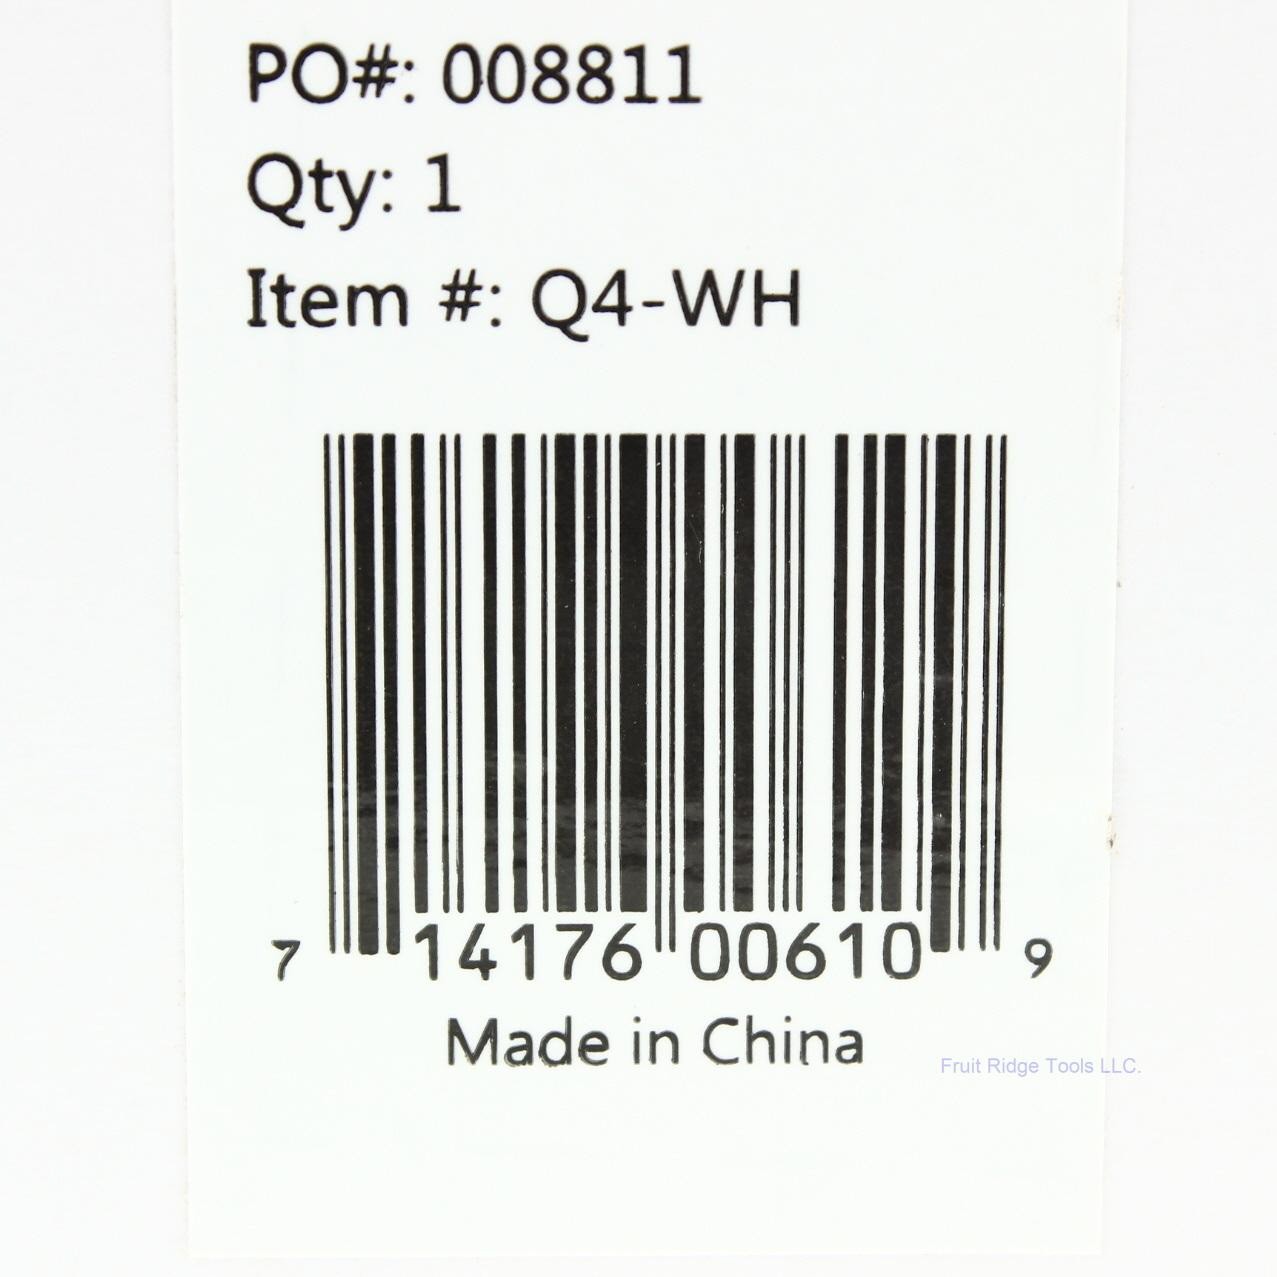 PO#: 008811
Qty: 1
Item #: Q4-WH
7 14176 00610 9
Made in China
Fruit Ridge Tools LLC.